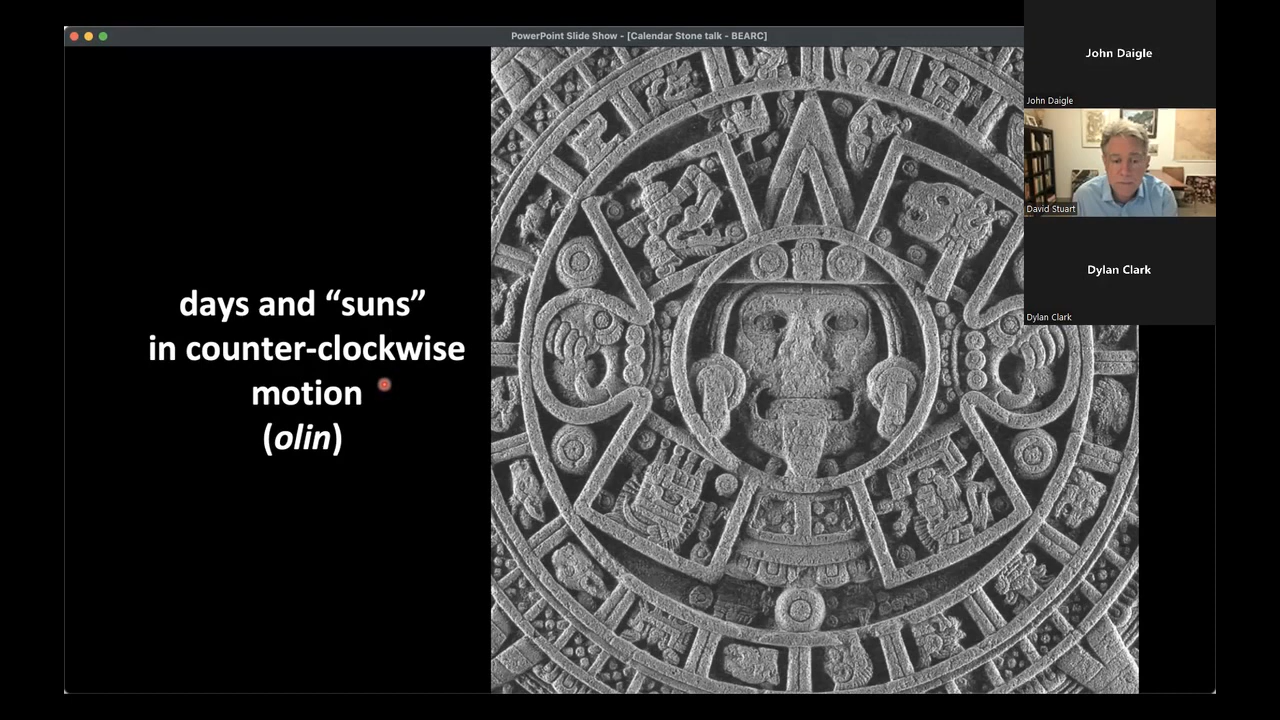 PowerPoint Slide Show - [Calendar Stone talk - BEARC]
days and “suns”
in counter-clockwise
motion
(olin)
John Daigle
John Daigle
David Stuart
Dylan Clark
Dylan Clark